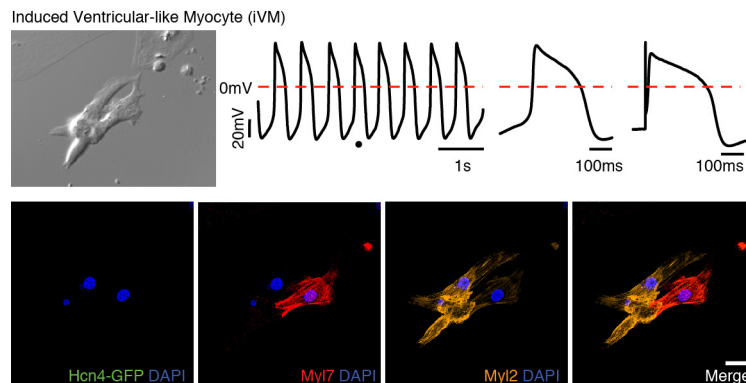 Induced Ventricular-like Myocyte (iVM)
0mV
20mV
1s
100ms
100ms
Hcn4-GFP DAPI
Myl7 DAPI
Myl2 DAPI
Merge